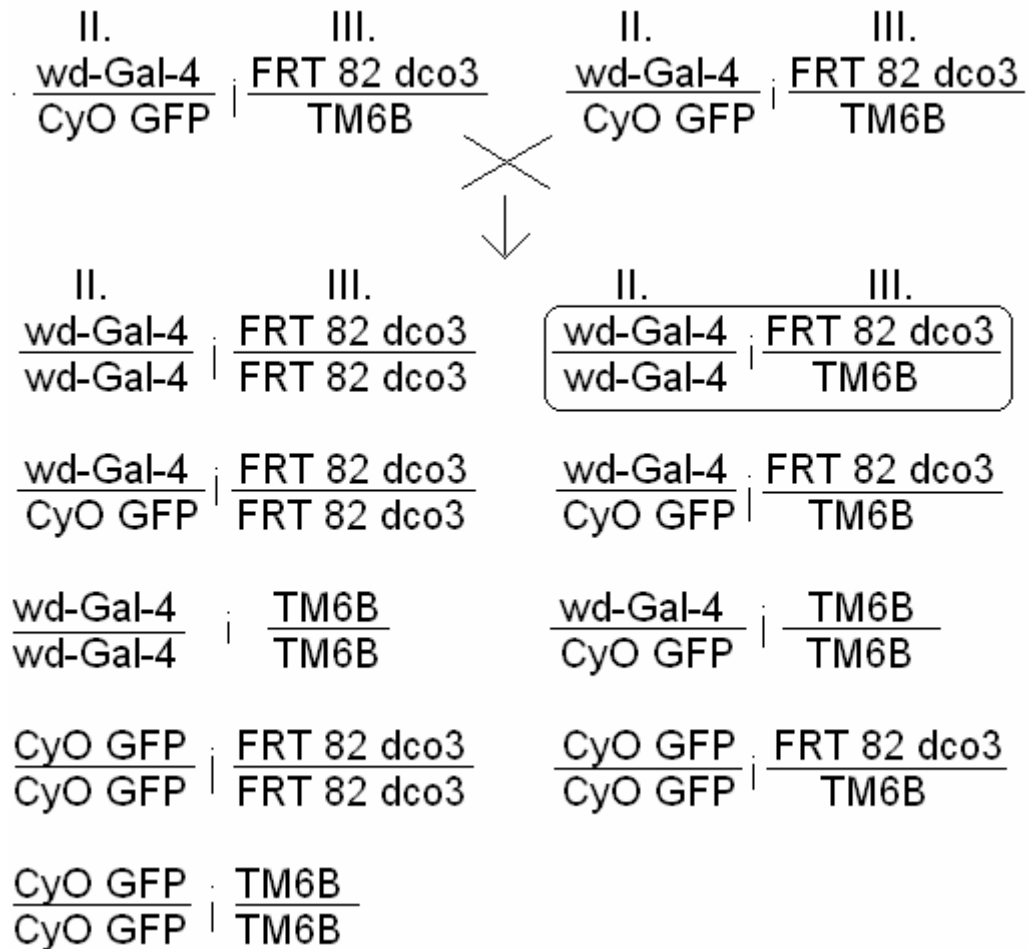 II. III. II. III.
wd-Gal-4 FRT 82 dco3 wd-Gal-4 FRT 82 dco3
CyO GFP ; TM6B CyO GFP ; TM6B
II. III. II. III.
wd-Gal-4 ; FRT 82 dco3 wd-Gal-4 ; FRT 82 dco3
wd-Gal-4 FRT 82 dco3 wd-Gal-4 TM6B
wd-Gal-4 ; FRT 82 dco3 wd-Gal-4 ; FRT 82 dco3
CyO GFP FRT 82 dco3 CyO GFP TM6B
wd-Gal-4 ; TM6B wd-Gal-4 ; TM6B
wd-Gal-4 TM6B CyO GFP TM6B
CyO GFP ; FRT 82 dco3 CyO GFP ; FRT 82 dco3
CyO GFP FRT 82 dco3 CyO GFP TM6B
CyO GFP ; TM6B
CyO GFP TM6B